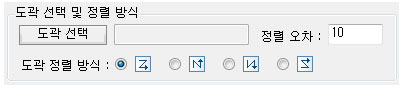 도곽 선택 및 정렬 방식
도곽 선택 정렬 오차 : 10
도곽 정렬 방식 :